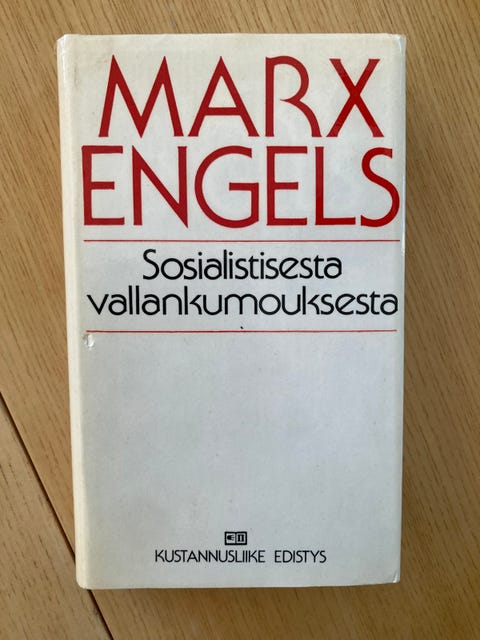 MARX
ENGELS
Sosialistisesta
vallankumouksesta
KUSTANNUSLIIKE EDISTYS